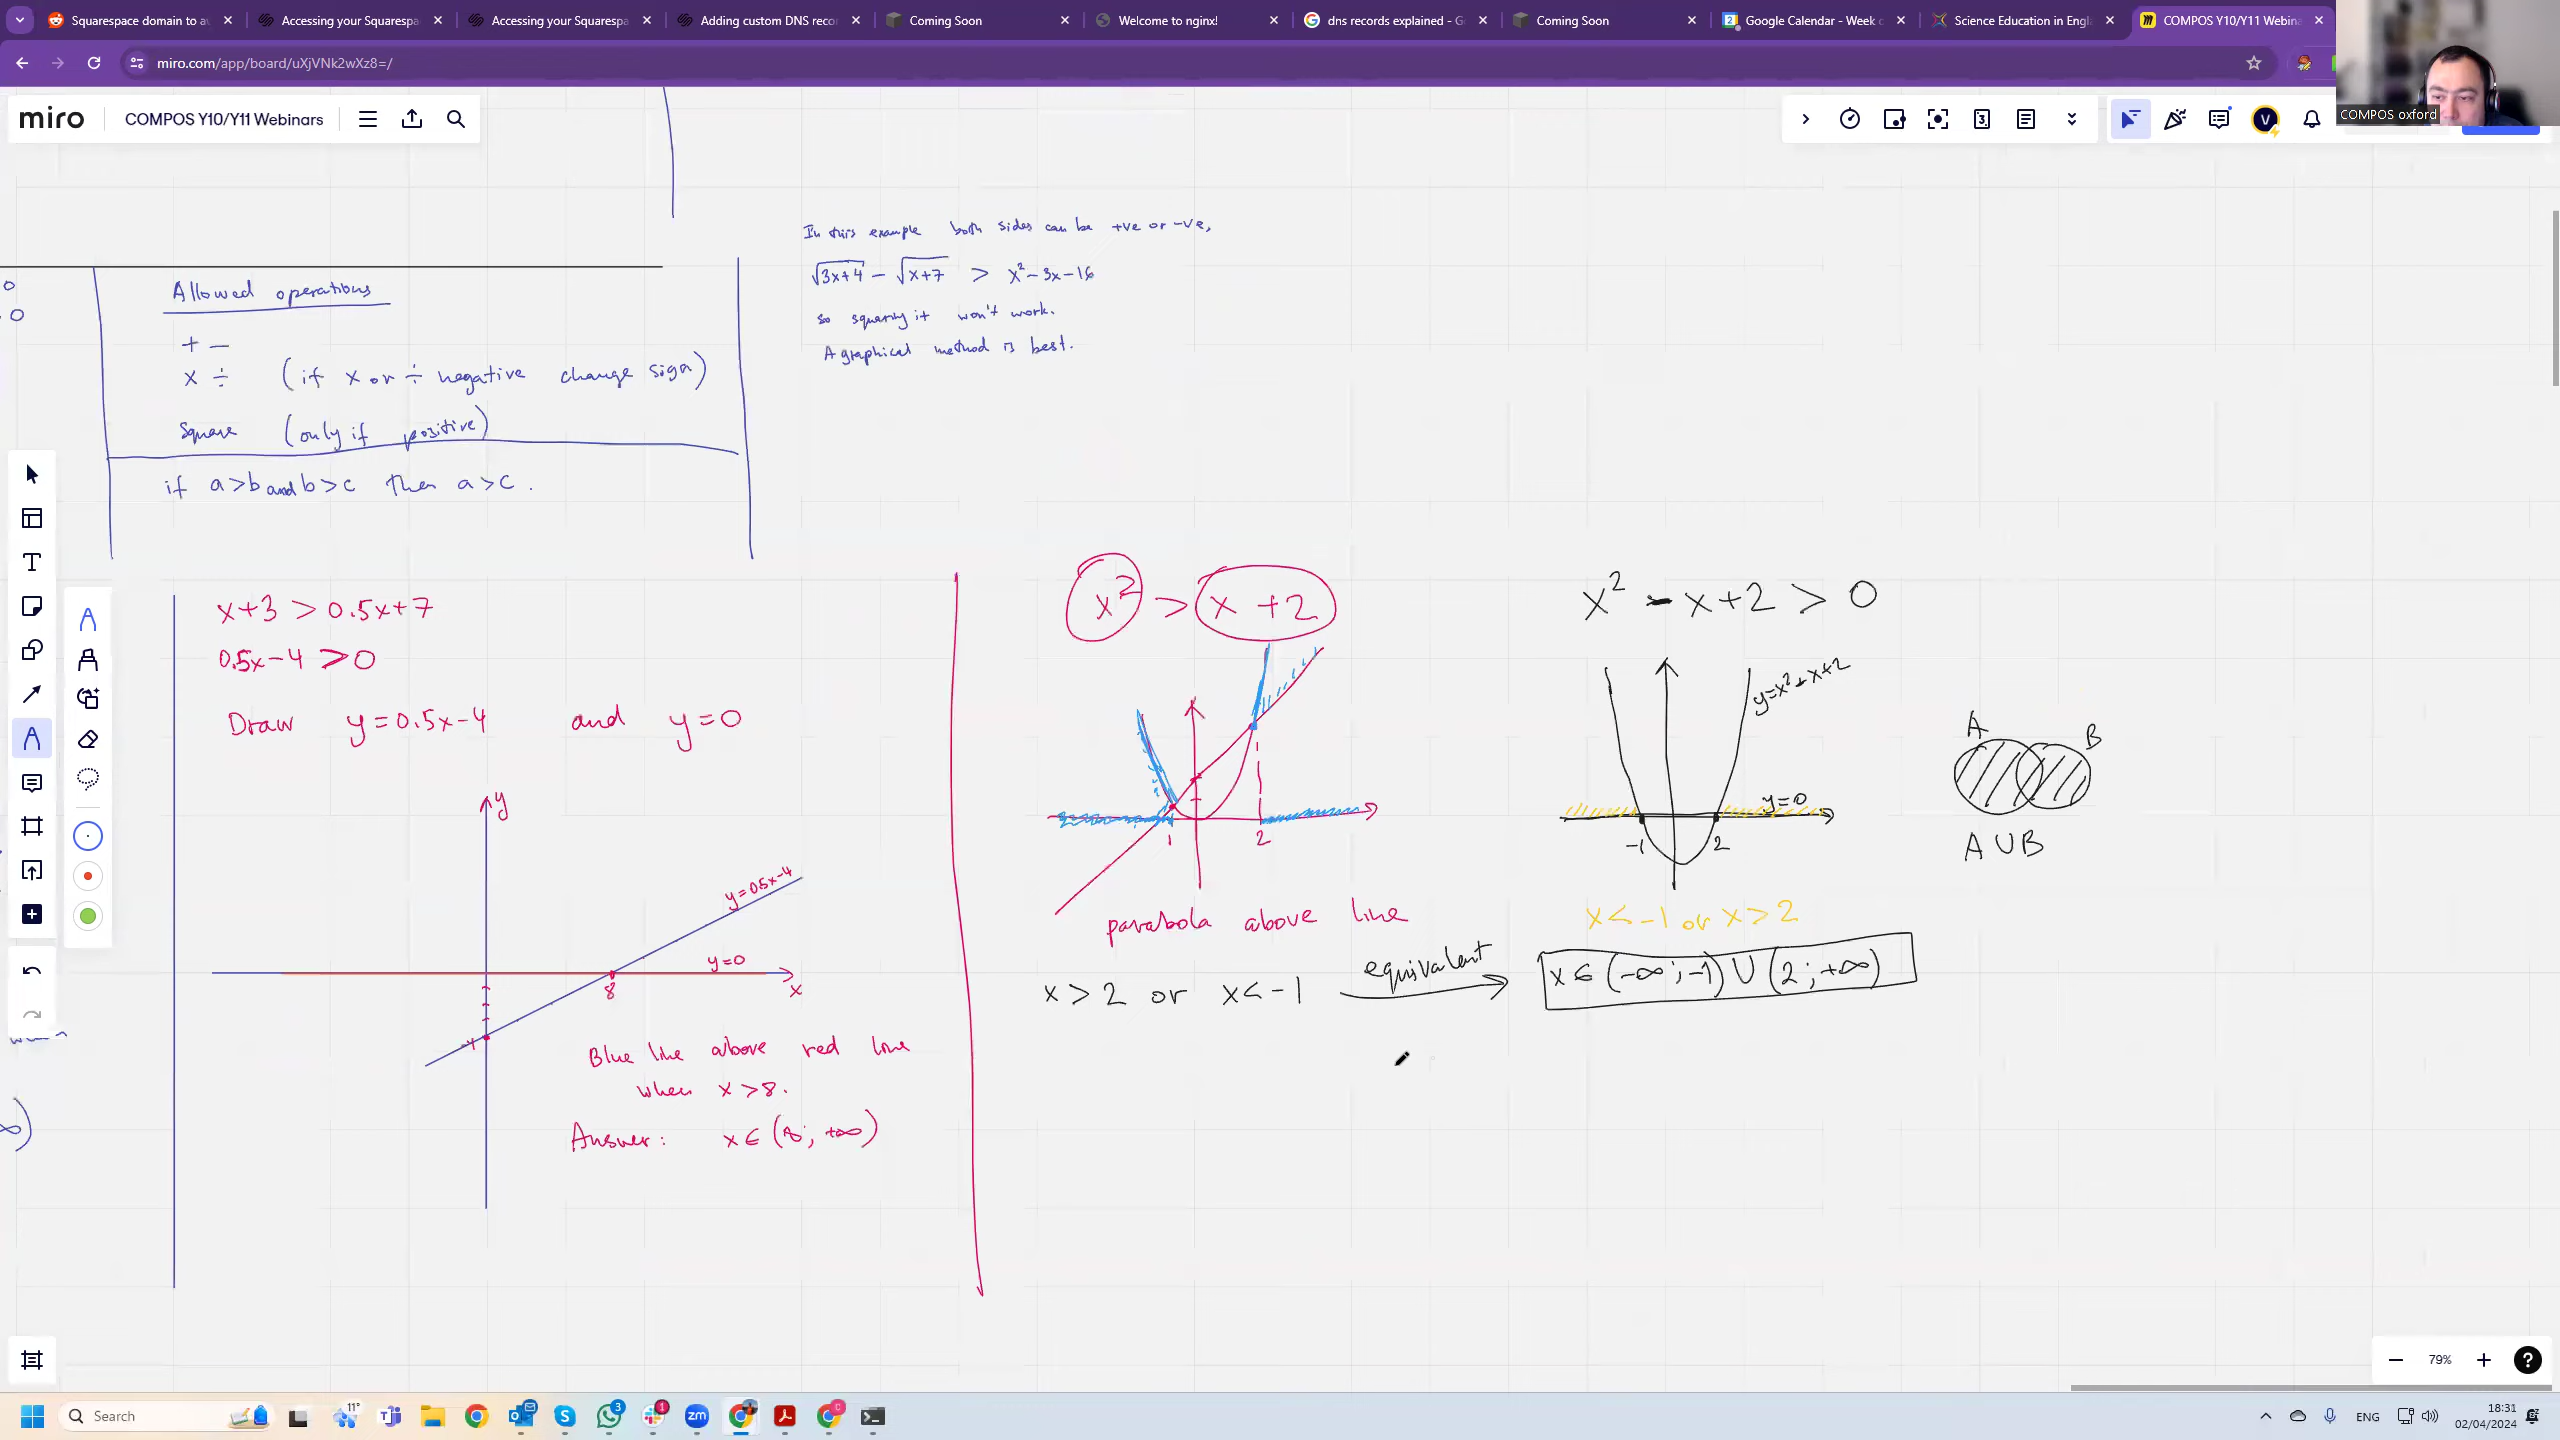 Squarespace domain to a
Accessing your Squarespa
Accessing your Squarespa
Adding custom DNS reco
Coming Soon
Welcome to nginx!
dns records explained - G
Coming Soon
Google Calendar - Week o
Science Education in Engla
COMPOS Y10/Y11 Webina
miro.com/app/board/uXjVNk2wXz8=/
miro
COMPOS Y10/Y11 Webinars
V
COMPOS oxford
In this example both sides can be +ve or -ve,
√3x+4 - √x+7 > x²-3x-16
so squaring it won't work.
A graphical method is best.
0
0
Allowed operations
+ −
× ÷ (if × or ÷ negative change sign)
Square (only if positive)
if a>b and b>c then a>c.
x+3 > 0.5x+7
0.5x-4 >0
Draw y=0.5x-4 and y=0
y
y=0.5x-4
y=0
8
x
-4
Blue line above red line
when x>8.
Answer: x∈(8; +∞)
∞)
x² > x+2
1
2
parabola above line
x>2 or x<-1
equivalent
x² - x+2 > 0
y=x²-x+2
y=0
-1
2
x<-1 or x>2
x∈(-∞;-1)∪(2;+∞)
A
B
A∪B
79%
Search
11°
3
1
ENG
18:31
02/04/2024